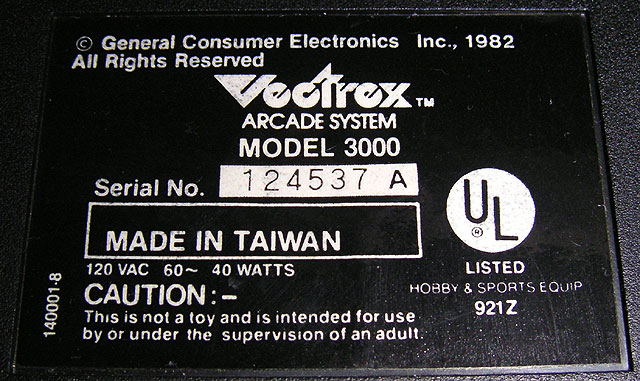 © General Consumer Electronics Inc., 1982
All Rights Reserved
Vectrex™
ARCADE SYSTEM
MODEL 3000
Serial No. 124537 A
MADE IN TAIWAN
120 VAC 60~ 40 WATTS
CAUTION:-
This is not a toy and is intended for use
by or under the supervision of an adult.
UL®
LISTED
HOBBY & SPORTS EQUIP
921Z
140001-8